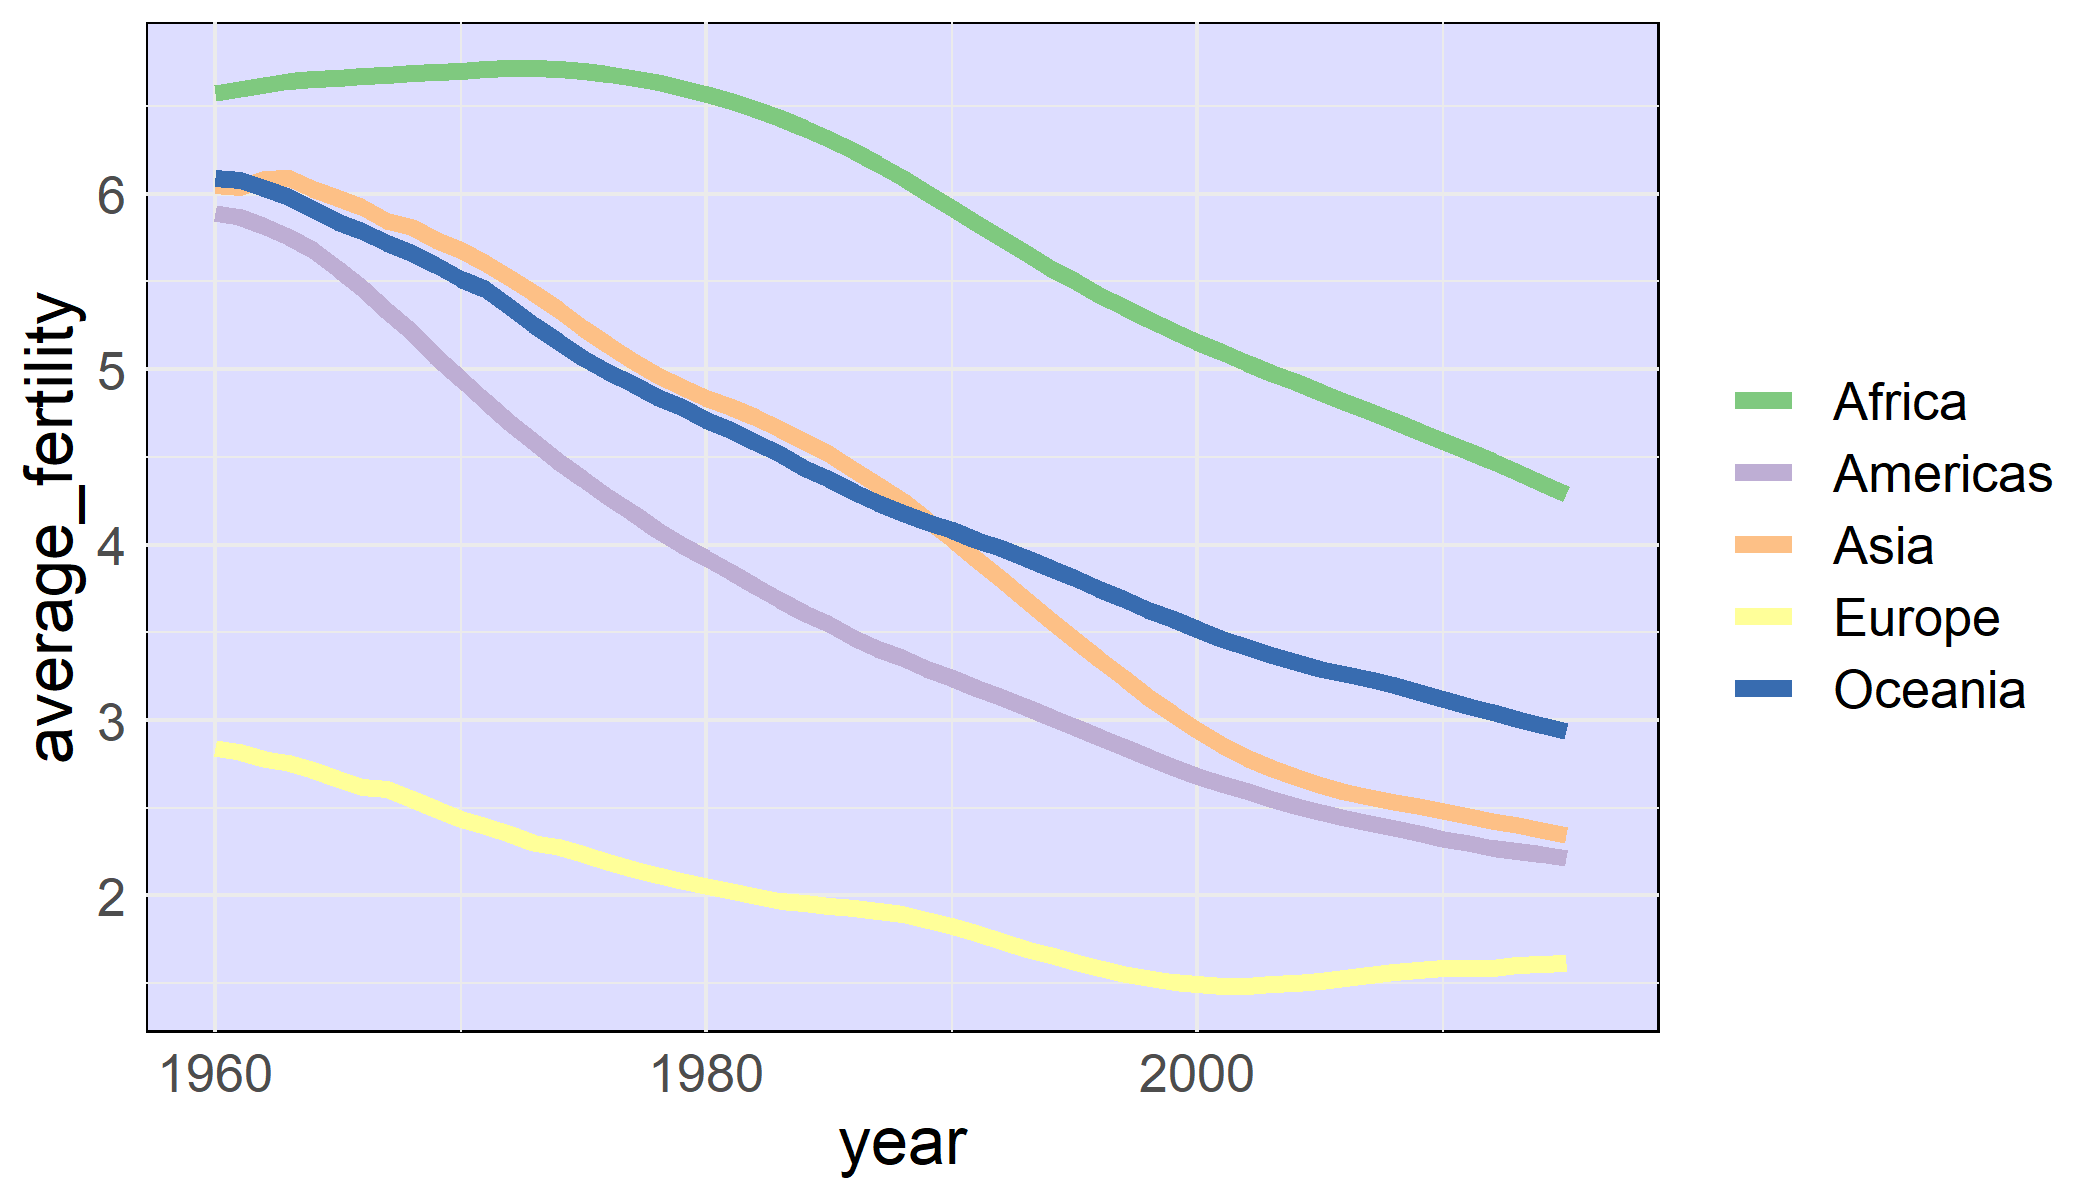 average_fertility
6
5
4
3
2
1960 1980 2000
year
Africa
Americas
Asia
Europe
Oceania